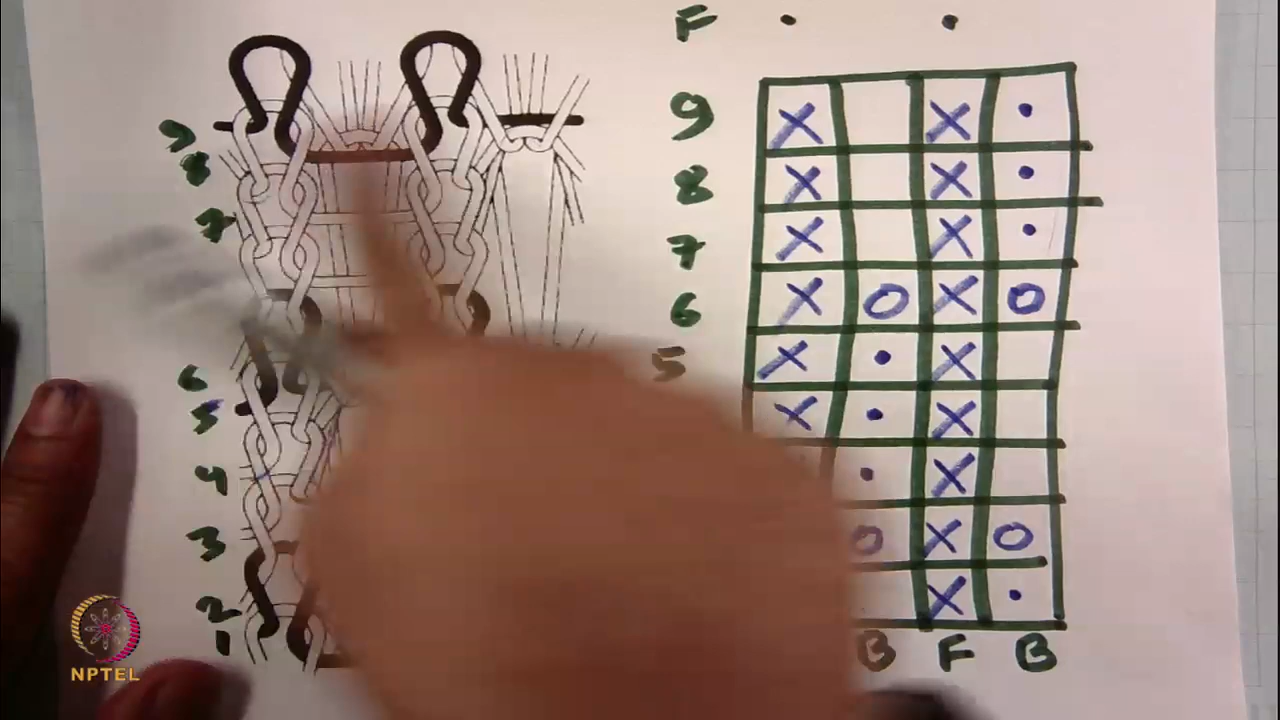 F • •
9 9 X X •
8 8 X X •
7 7 X X •
6 X O X O
6 5 X • X
5 X • X
4 • X
3 O X O
2 X •
1 B F B
NPTEL